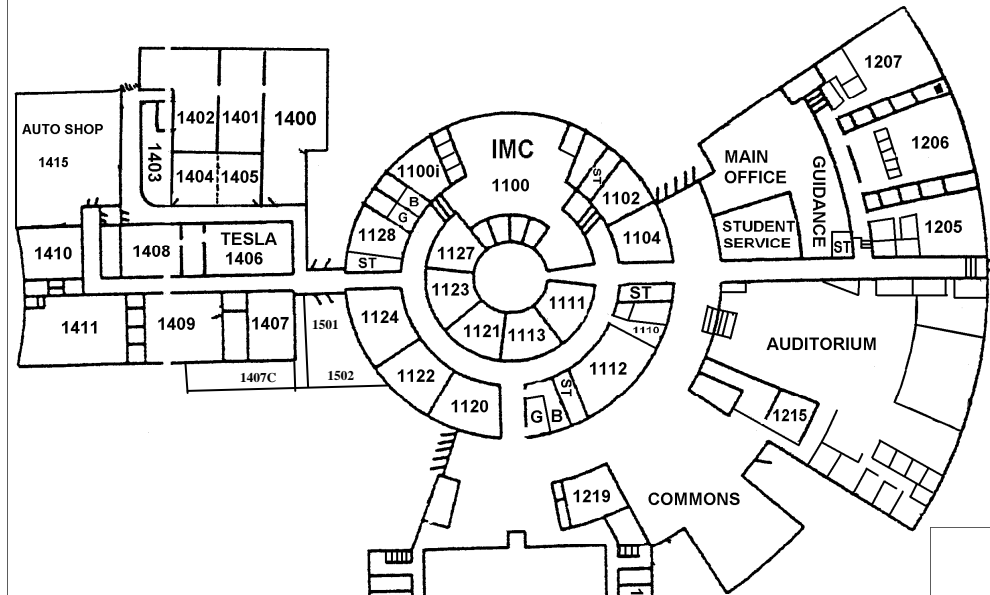 AUTO SHOP
1415
1402
1401
1400
1403
1404
1405
1410
1408
TESLA
1406
1411
1409
1407
1501
1407C
1502
IMC
1100
1100i
B
G
1128
ST
1127
1123
1121
1113
1111
1124
1122
1120
ST
1102
1104
ST
1110
1112
ST
G
B
MAIN
OFFICE
GUIDANCE
STUDENT
SERVICE
ST
1207
1206
1205
AUDITORIUM
1215
1219
COMMONS